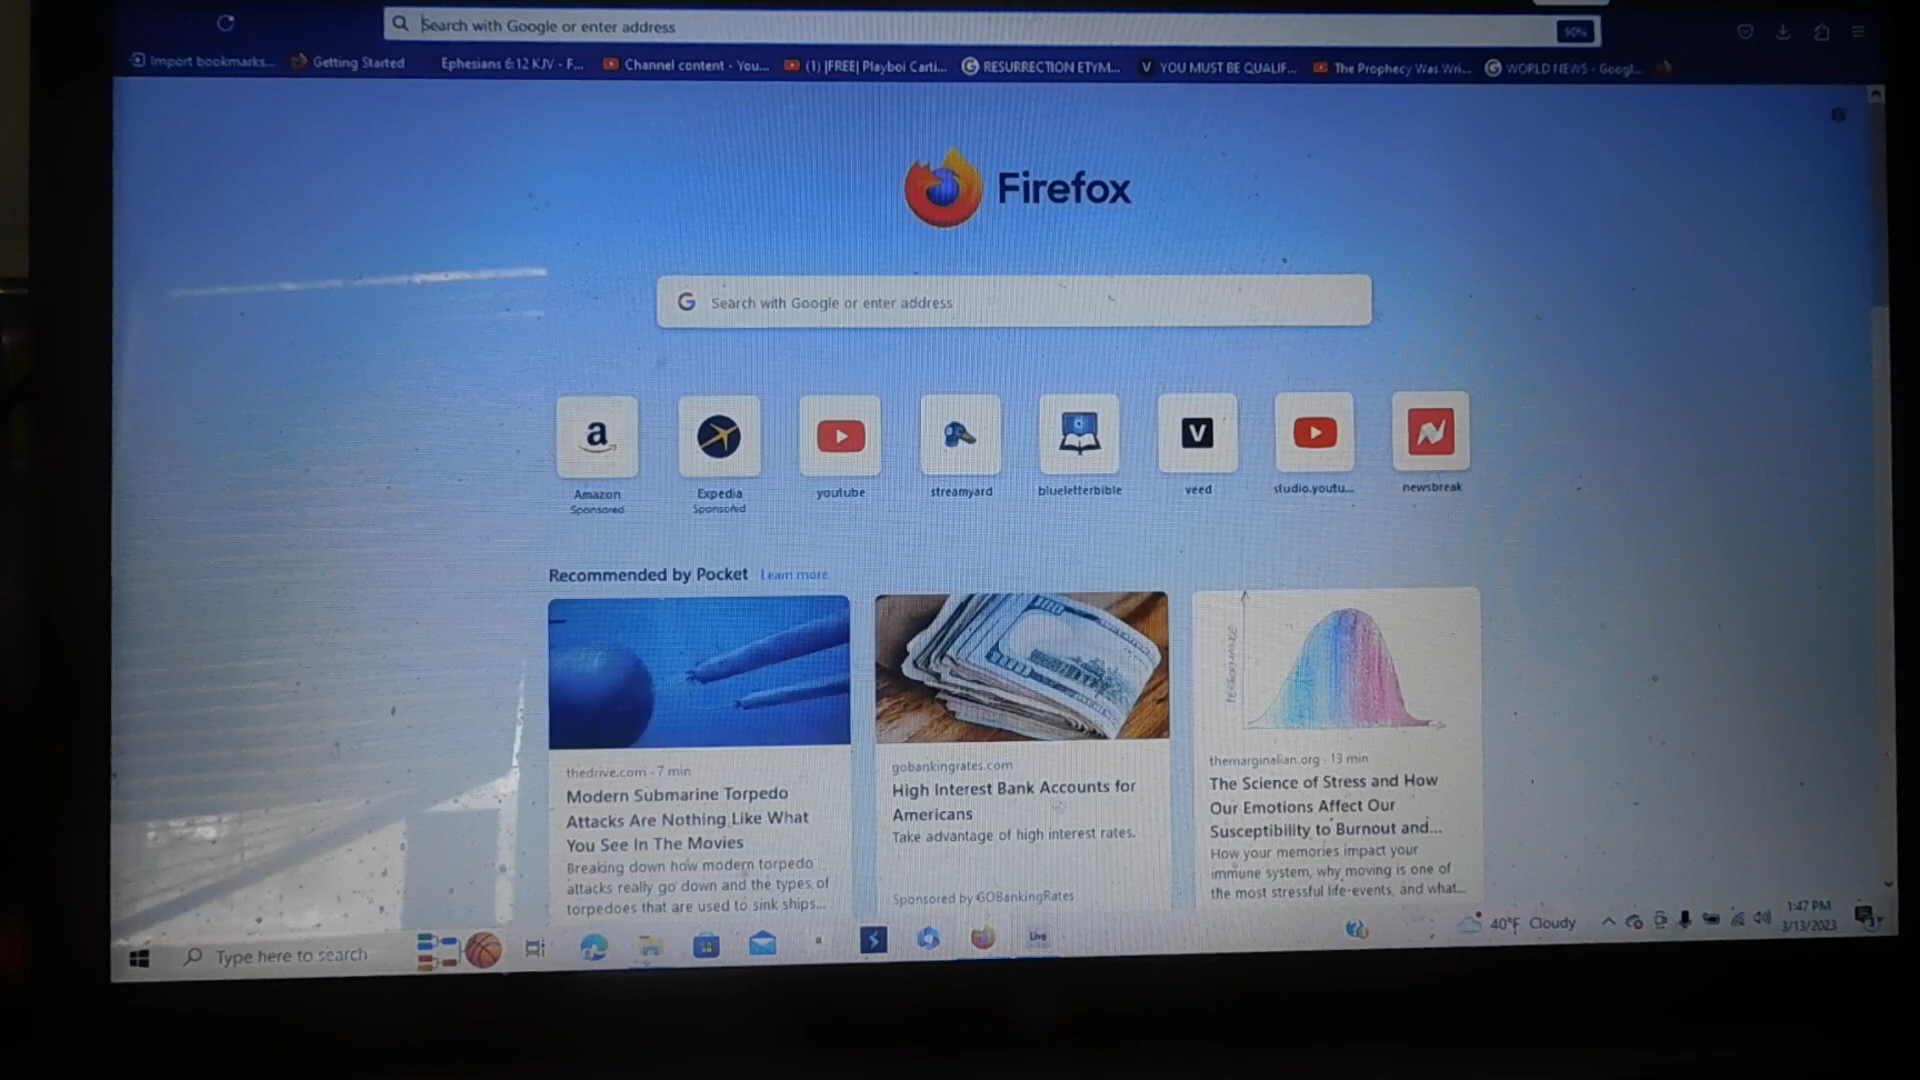 Search with Google or enter address
90%
Import bookmarks...
Getting Started
Ephesians 6:12 KJV - F...
Channel content - You...
(1) |FREE| Playboi Carti...
RESURRECTION ETYM...
YOU MUST BE QUALIF...
The Prophecy Was Wri...
WORLD NEWS - Googl...
Firefox
Search with Google or enter address
Amazon
Sponsored
Expedia
Sponsored
youtube
streamyard
blueletterbible
veed
studio.youtu...
newsbreak
Recommended by Pocket Learn more
thedrive.com · 7 min
Modern Submarine Torpedo
Attacks Are Nothing Like What
You See In The Movies
Breaking down how modern torpedo
attacks really go down and the types of
torpedoes that are used to sink ships...
gobankingrates.com
High Interest Bank Accounts for
Americans
Take advantage of high interest rates.
Sponsored by GOBankingRates
themarginalian.org · 13 min
The Science of Stress and How
Our Emotions Affect Our
Susceptibility to Burnout and...
How your memories impact your
immune system, why moving is one of
the most stressful life-events, and what...
Type here to search
Live
40°F Cloudy
1:47 PM
3/13/2023